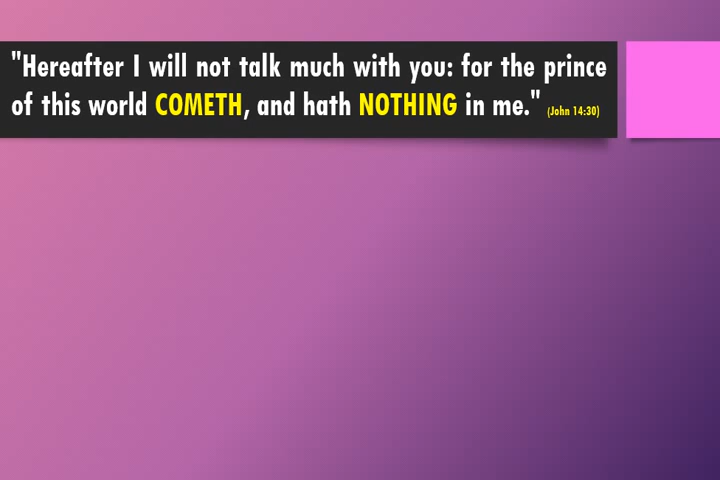 "Hereafter I will not talk much with you: for the prince
of this world COMETH, and hath NOTHING in me." (John 14:30)